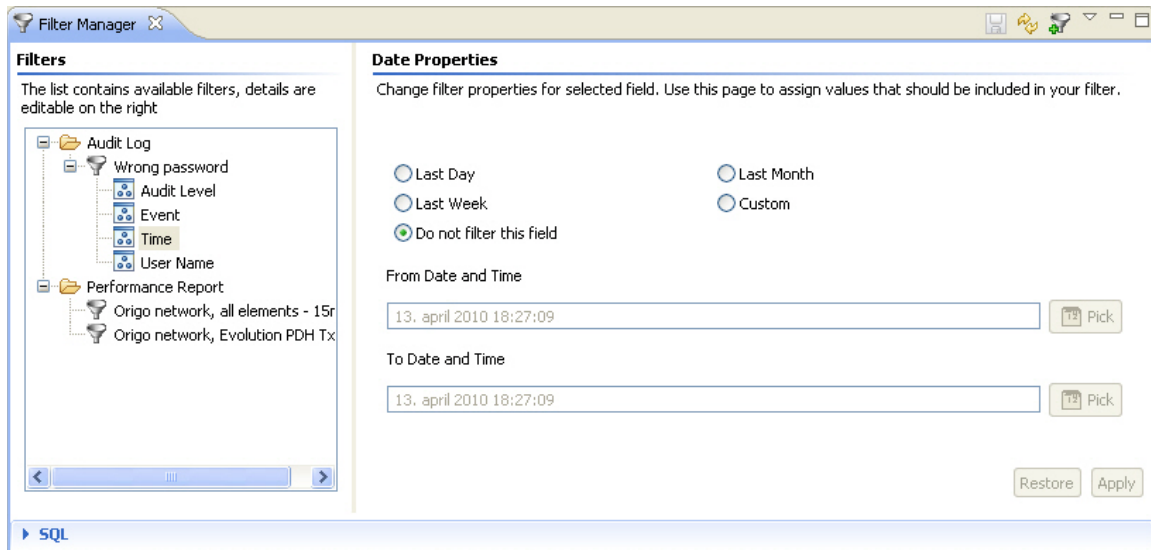 Filter Manager
Filters
The list contains available filters, details are
editable on the right
Audit Log
Wrong password
Audit Level
Event
Time
User Name
Performance Report
Origo network, all elements - 15r
Origo network, Evolution PDH Tx
Date Properties
Change filter properties for selected field. Use this page to assign values that should be included in your filter.
Last Day
Last Month
Last Week
Custom
Do not filter this field
From Date and Time
13. april 2010 18:27:09
12 Pick
To Date and Time
13. april 2010 18:27:09
12 Pick
Restore
Apply
SQL